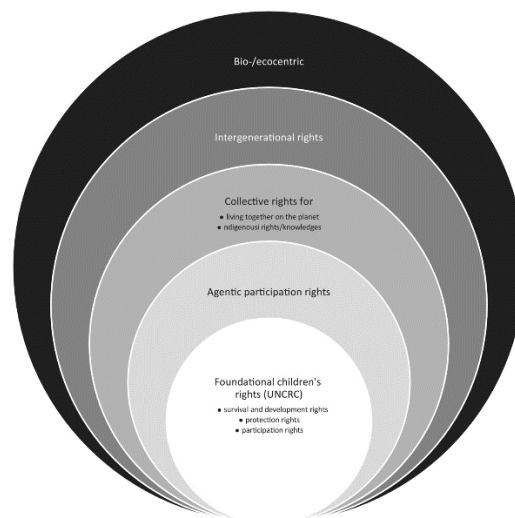 Bio-/ecocentric
Intergenerational rights
Collective rights for
• living together on the planet
• ndigenousi rights/knowledges
Agentic participation rights
Foundational children's
rights (UNCRC)
• survival and development rights
• protection rights
• participation rights